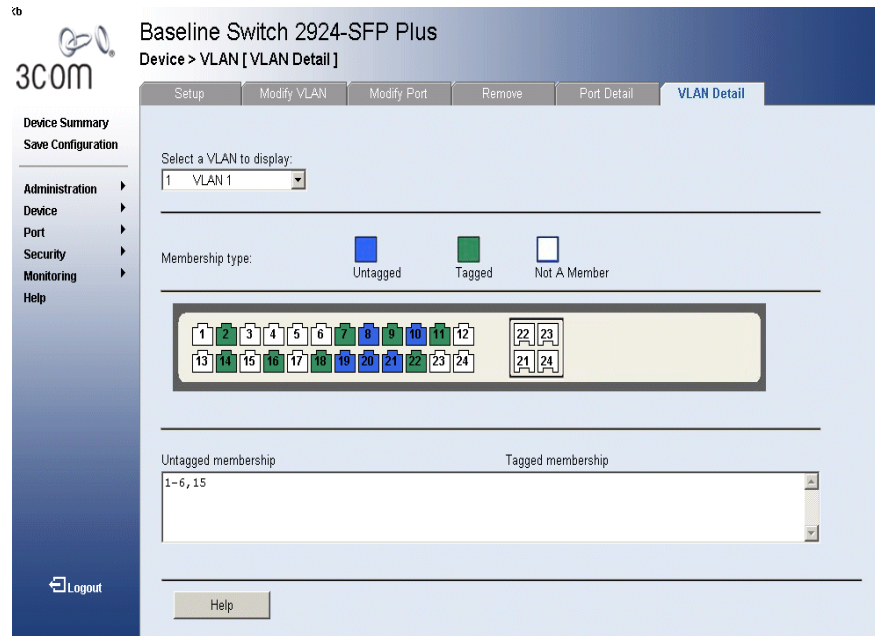 Kb
3COM
Baseline Switch 2924-SFP Plus
Device > VLAN [ VLAN Detail ]
Setup Modify VLAN Modify Port Remove Port Detail VLAN Detail
Device Summary
Save Configuration
Administration
Device
Port
Security
Monitoring
Help
Logout
Select a VLAN to display:
1 VLAN 1
Membership type:
Untagged Tagged Not A Member
1 2 3 4 5 6 7 8 9 10 11 12 22 23
13 14 15 16 17 18 19 20 21 22 23 24 21 24
Untagged membership Tagged membership
1-6,15
Help